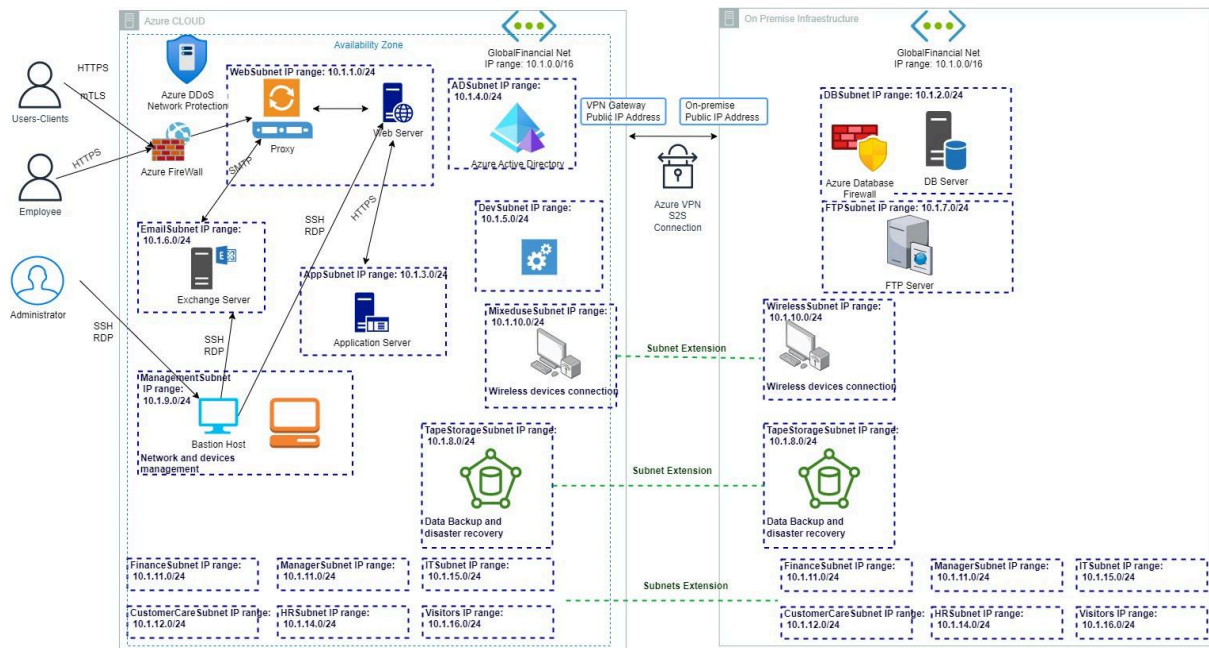 Azure CLOUD
Availability Zone
GlobalFinancial Net
IP range: 10.1.0.0/16
HTTPS
mTLS
Users-Clients
HTTPS
Employee
Azure DDoS
Network Protection
Azure FireWall
WebSubnet IP range: 10.1.1.0/24
Proxy
Web Server
ADSubnet IP range:
10.1.4.0/24
Azure Active Directory
SMTP
HTTPS
SSH
RDP
EmailSubnet IP range:
10.1.6.0/24
Exchange Server
DevSubnet IP range:
10.1.5.0/24
AppSubnet IP range: 10.1.3.0/24
Application Server
Administrator
SSH
RDP
SSH
RDP
ManagementSubnet
IP range:
10.1.9.0/24
Bastion Host
Network and devices
management
MixeduseSubnet IP range:
10.1.10.0/24
Wireless devices connection
TapeStorageSubnet IP range:
10.1.8.0/24
Data Backup and
disaster recovery
FinanceSubnet IP range:
10.1.11.0/24
ManagerSubnet IP range:
10.1.11.0/24
ITSubnet IP range:
10.1.15.0/24
CustomerCareSubnet IP range:
10.1.12.0/24
HRSubnet IP range:
10.1.14.0/24
Visitors IP range:
10.1.16.0/24
VPN Gateway
Public IP Address
On-premise
Public IP Address
Azure VPN
S2S
Connection
Subnet Extension
Subnet Extension
Subnets Extension
On Premise Infraestructure
GlobalFinancial Net
IP range: 10.1.0.0/16
DBSubnet IP range: 10.1.2.0/24
Azure Database
Firewall
DB Server
FTPSubnet IP range: 10.1.7.0/24
FTP Server
WirelessSubnet IP range:
10.1.10.0/24
Wireless devices connection
TapeStorageSubnet IP range:
10.1.8.0/24
Data Backup and
disaster recovery
FinanceSubnet IP range:
10.1.11.0/24
ManagerSubnet IP range:
10.1.11.0/24
ITSubnet IP range:
10.1.15.0/24
CustomerCareSubnet IP range:
10.1.12.0/24
HRSubnet IP range:
10.1.14.0/24
Visitors IP range:
10.1.16.0/24